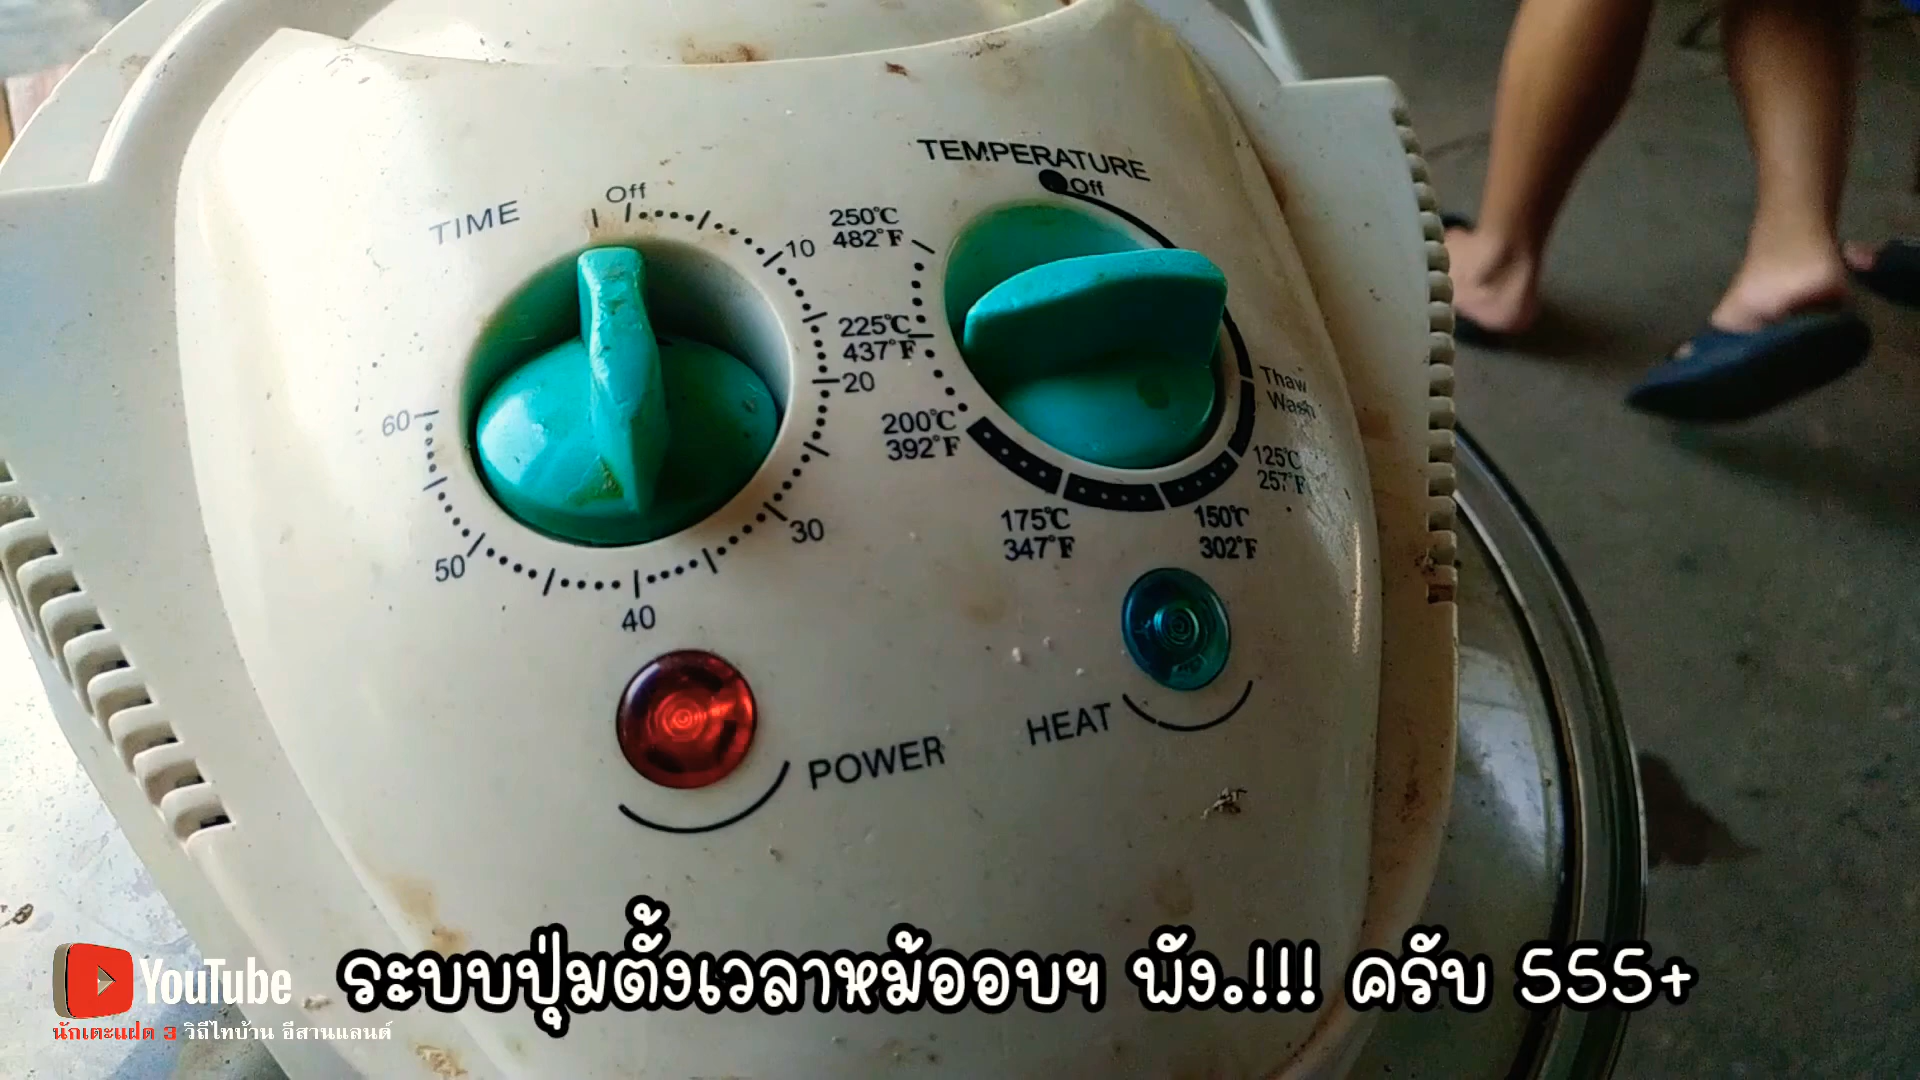 TEMPERATURE
Off
TIME
Off
10
20
30
40
50
60
250℃
482°F
225℃
437°F
200℃
392°F
175℃
347°F
150℃
302°F
125℃
257°F
Thaw
Wash
POWER
HEAT
ระบบปุ่มตั้งเวลาหม้ออบฯ พัง.!!! ครับ 555+
YouTube
นักเตะแฝด 3 วิถีไทบ้าน อีสานแลนด์